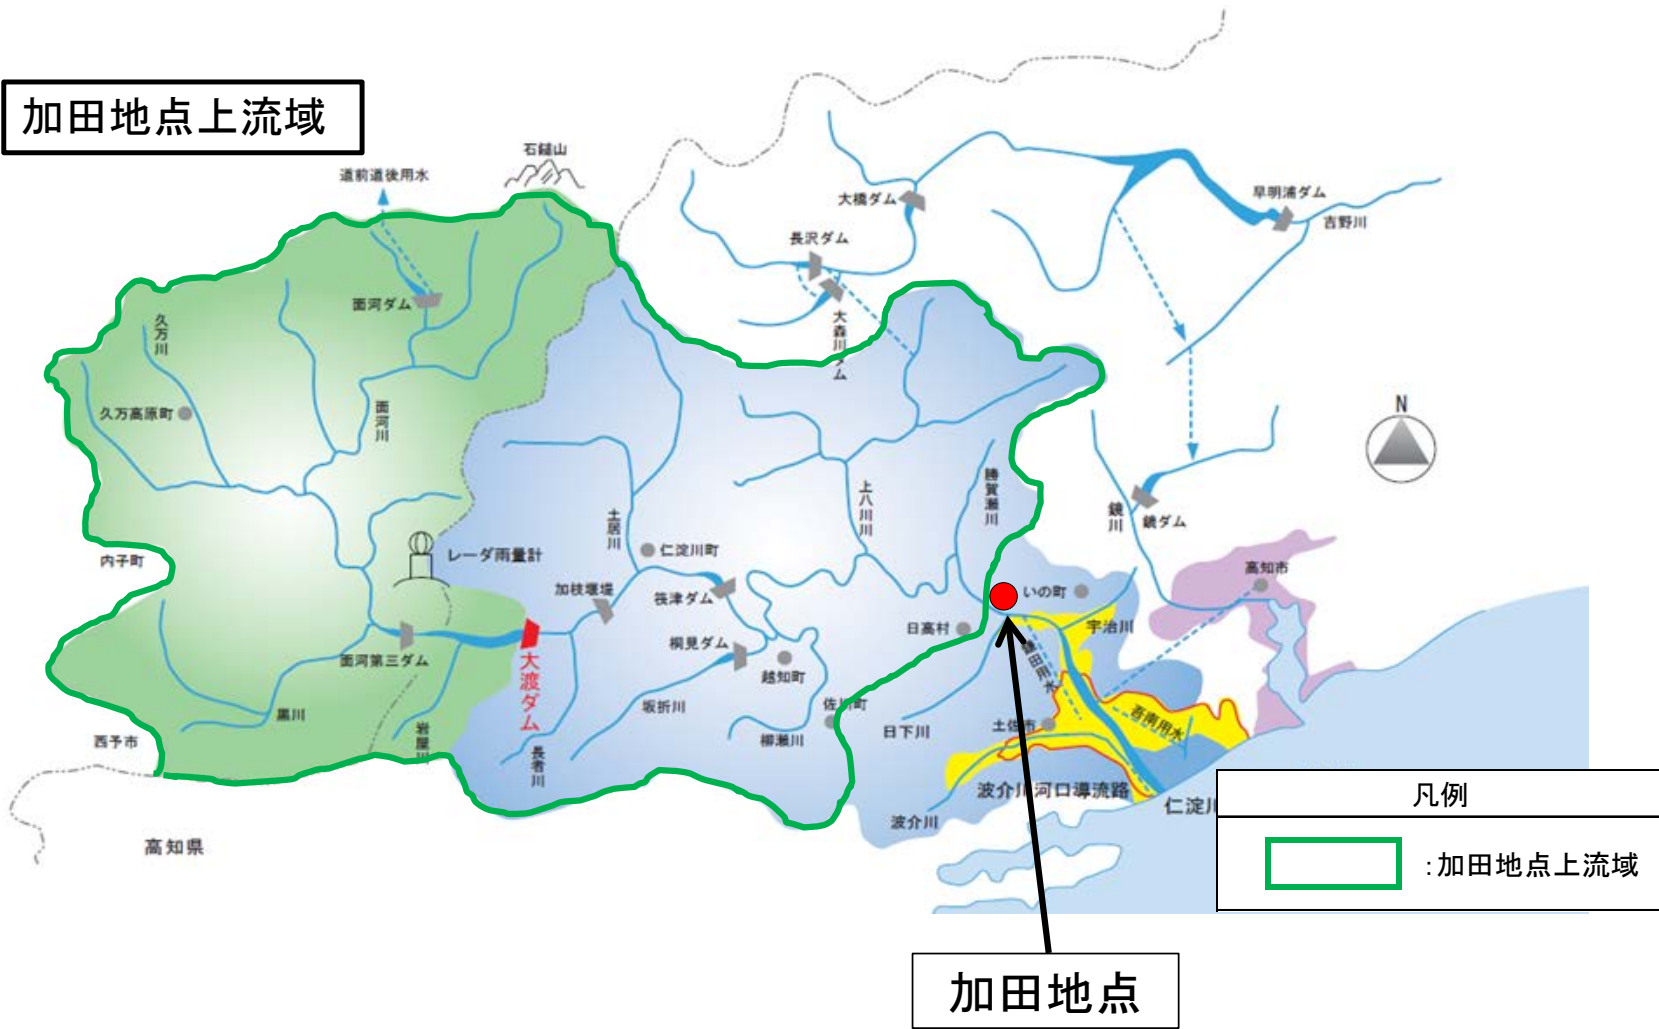 加田地点上流域
石鎚山
道前道後用水
大橋ダム
早明浦ダム
吉野川
長沢ダム
面河ダム
久万川
大森川ダム
久万高原町
面河川
N
勝賀瀬川
上八川川
土居川
鏡川
鏡ダム
仁淀川町
レーダ雨量計
内子町
高知市
加枝堰堤
筏津ダム
いの町
宇治川
日高村
桐見ダム
面河第三ダム
大渡ダム
鎌田用水
越知町
坂折川
佐川町
黒川
岩屋川
柳瀬川
日下川
土佐市
吾南用水
西予市
長者川
波介川河口導流路
仁淀川
波介川
高知県
凡例
:加田地点上流域
加田地点